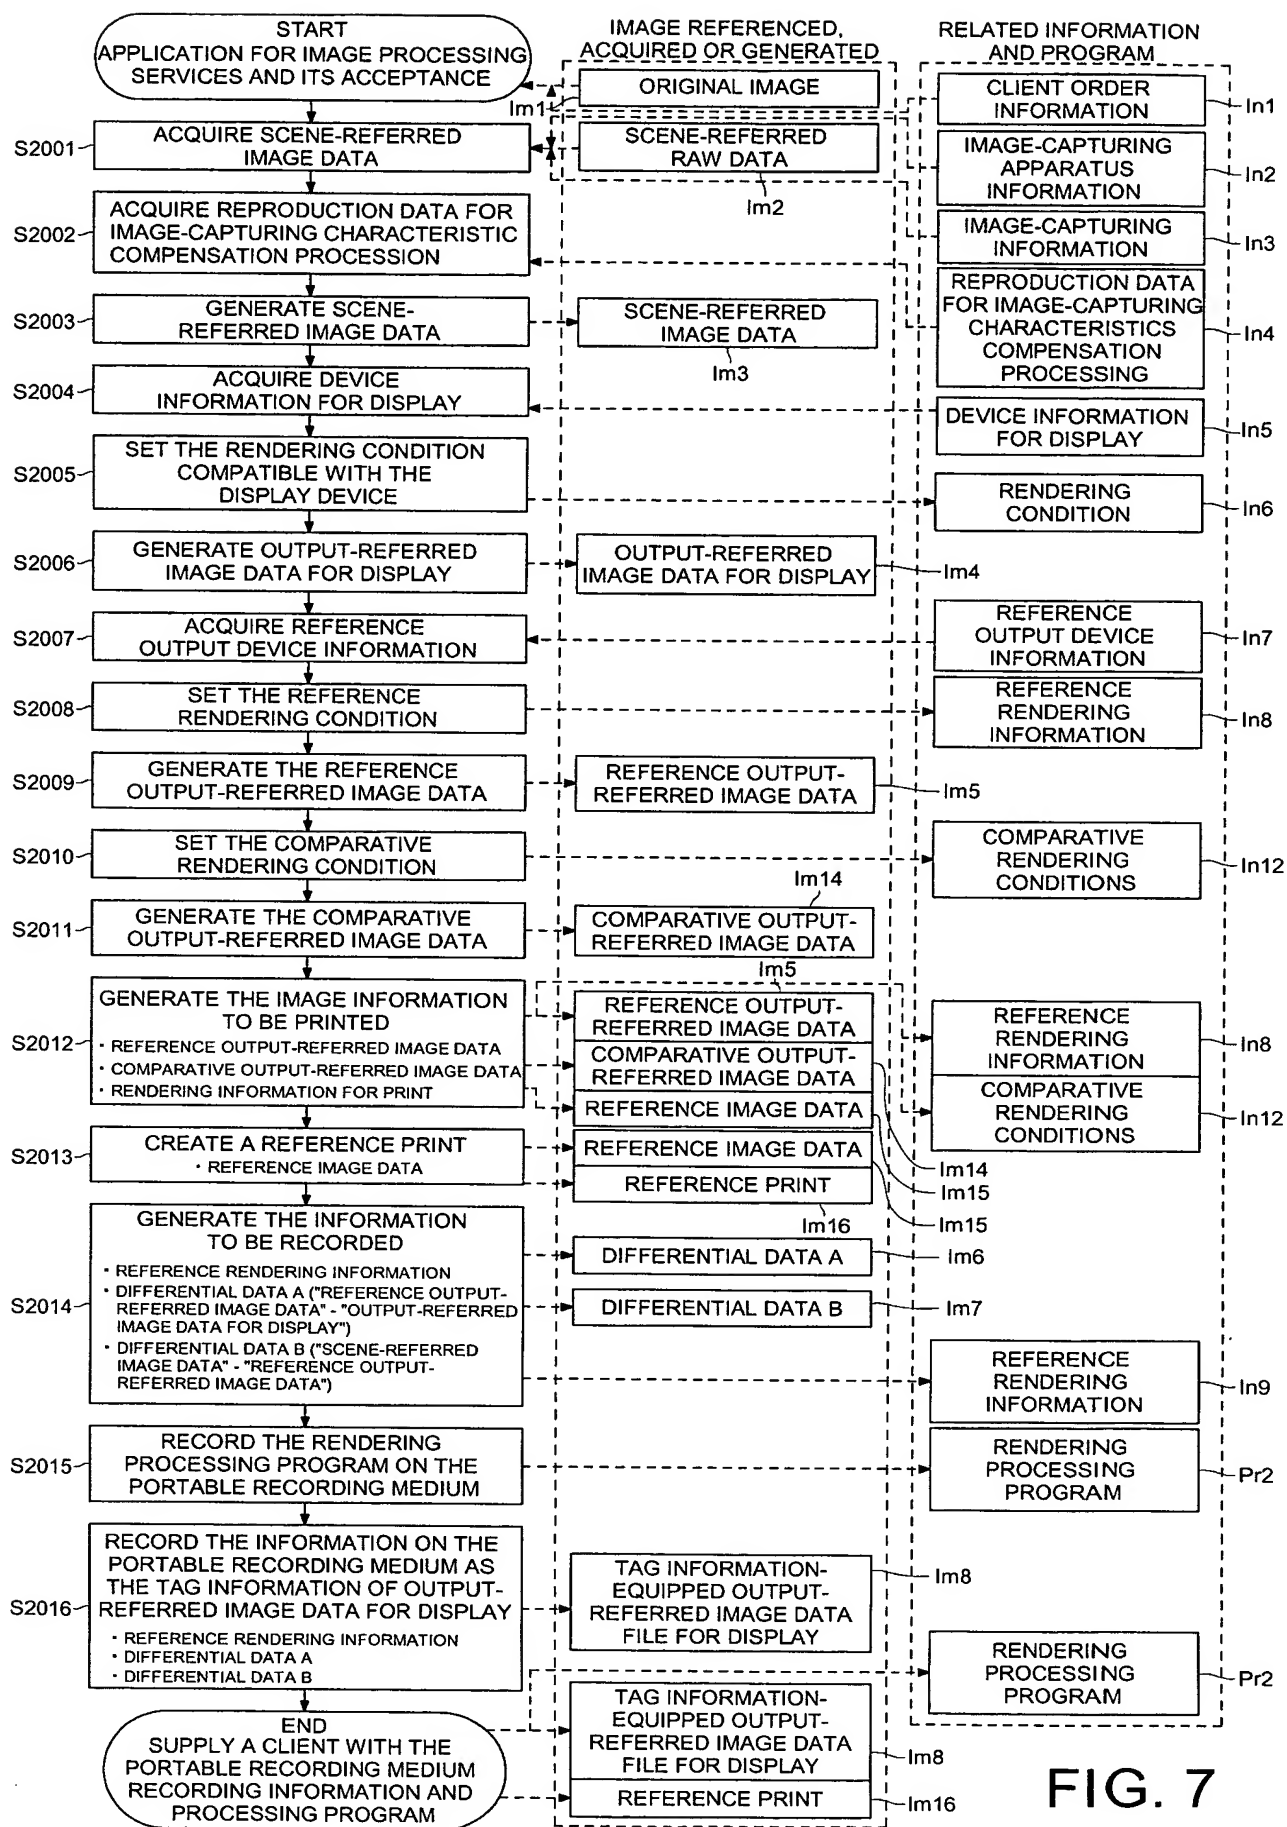 START
APPLICATION FOR IMAGE PROCESSING
SERVICES AND ITS ACCEPTANCE
IMAGE REFERENCED,
ACQUIRED OR GENERATED
RELATED INFORMATION
AND PROGRAM
ORIGINAL IMAGE
Im1
CLIENT ORDER
INFORMATION
In1
S2001
ACQUIRE SCENE-REFERRED
IMAGE DATA
SCENE-REFERRED
RAW DATA
Im2
IMAGE-CAPTURING
APPARATUS
INFORMATION
In2
S2002
ACQUIRE REPRODUCTION DATA FOR
IMAGE-CAPTURING CHARACTERISTIC
COMPENSATION PROCESSION
IMAGE-CAPTURING
INFORMATION
In3
REPRODUCTION DATA
FOR IMAGE-CAPTURING
CHARACTERISTICS
COMPENSATION
PROCESSING
In4
S2003
GENERATE SCENE-
REFERRED IMAGE DATA
SCENE-REFERRED
IMAGE DATA
Im3
S2004
ACQUIRE DEVICE
INFORMATION FOR DISPLAY
DEVICE INFORMATION
FOR DISPLAY
In5
S2005
SET THE RENDERING CONDITION
COMPATIBLE WITH THE
DISPLAY DEVICE
RENDERING
CONDITION
In6
S2006
GENERATE OUTPUT-REFERRED
IMAGE DATA FOR DISPLAY
OUTPUT-REFERRED
IMAGE DATA FOR DISPLAY
Im4
S2007
ACQUIRE REFERENCE
OUTPUT DEVICE INFORMATION
REFERENCE
OUTPUT DEVICE
INFORMATION
In7
S2008
SET THE REFERENCE
RENDERING CONDITION
REFERENCE
RENDERING
INFORMATION
In8
S2009
GENERATE THE REFERENCE
OUTPUT-REFERRED IMAGE DATA
REFERENCE OUTPUT-
REFERRED IMAGE DATA
Im5
S2010
SET THE COMPARATIVE
RENDERING CONDITION
COMPARATIVE
RENDERING
CONDITIONS
In12
S2011
GENERATE THE COMPARATIVE
OUTPUT-REFERRED IMAGE DATA
Im14
COMPARATIVE OUTPUT-
REFERRED IMAGE DATA
S2012
GENERATE THE IMAGE INFORMATION
TO BE PRINTED
· REFERENCE OUTPUT-REFERRED IMAGE DATA
· COMPARATIVE OUTPUT-REFERRED IMAGE DATA
· RENDERING INFORMATION FOR PRINT
Im5
REFERENCE OUTPUT-
REFERRED IMAGE DATA
COMPARATIVE OUTPUT-
REFERRED IMAGE DATA
REFERENCE IMAGE DATA
REFERENCE
RENDERING
INFORMATION
In8
COMPARATIVE
RENDERING
CONDITIONS
In12
S2013
CREATE A REFERENCE PRINT
· REFERENCE IMAGE DATA
REFERENCE IMAGE DATA
REFERENCE PRINT
Im14
Im15
Im15
Im16
S2014
GENERATE THE INFORMATION
TO BE RECORDED
· REFERENCE RENDERING INFORMATION
· DIFFERENTIAL DATA A ("REFERENCE OUTPUT-
REFERRED IMAGE DATA" - "OUTPUT-REFERRED
IMAGE DATA FOR DISPLAY")
· DIFFERENTIAL DATA B ("SCENE-REFERRED
IMAGE DATA" - "REFERENCE OUTPUT-
REFERRED IMAGE DATA")
DIFFERENTIAL DATA A
Im6
DIFFERENTIAL DATA B
Im7
REFERENCE
RENDERING
INFORMATION
In9
S2015
RECORD THE RENDERING
PROCESSING PROGRAM ON THE
PORTABLE RECORDING MEDIUM
RENDERING
PROCESSING
PROGRAM
Pr2
S2016
RECORD THE INFORMATION ON THE
PORTABLE RECORDING MEDIUM AS
THE TAG INFORMATION OF OUTPUT-
REFERRED IMAGE DATA FOR DISPLAY
· REFERENCE RENDERING INFORMATION
· DIFFERENTIAL DATA A
· DIFFERENTIAL DATA B
TAG INFORMATION-
EQUIPPED OUTPUT-
REFERRED IMAGE DATA
FILE FOR DISPLAY
Im8
RENDERING
PROCESSING
PROGRAM
Pr2
END
SUPPLY A CLIENT WITH THE
PORTABLE RECORDING MEDIUM
RECORDING INFORMATION AND
PROCESSING PROGRAM
TAG INFORMATION-
EQUIPPED OUTPUT-
REFERRED IMAGE DATA
FILE FOR DISPLAY
Im8
REFERENCE PRINT
Im16
FIG. 7